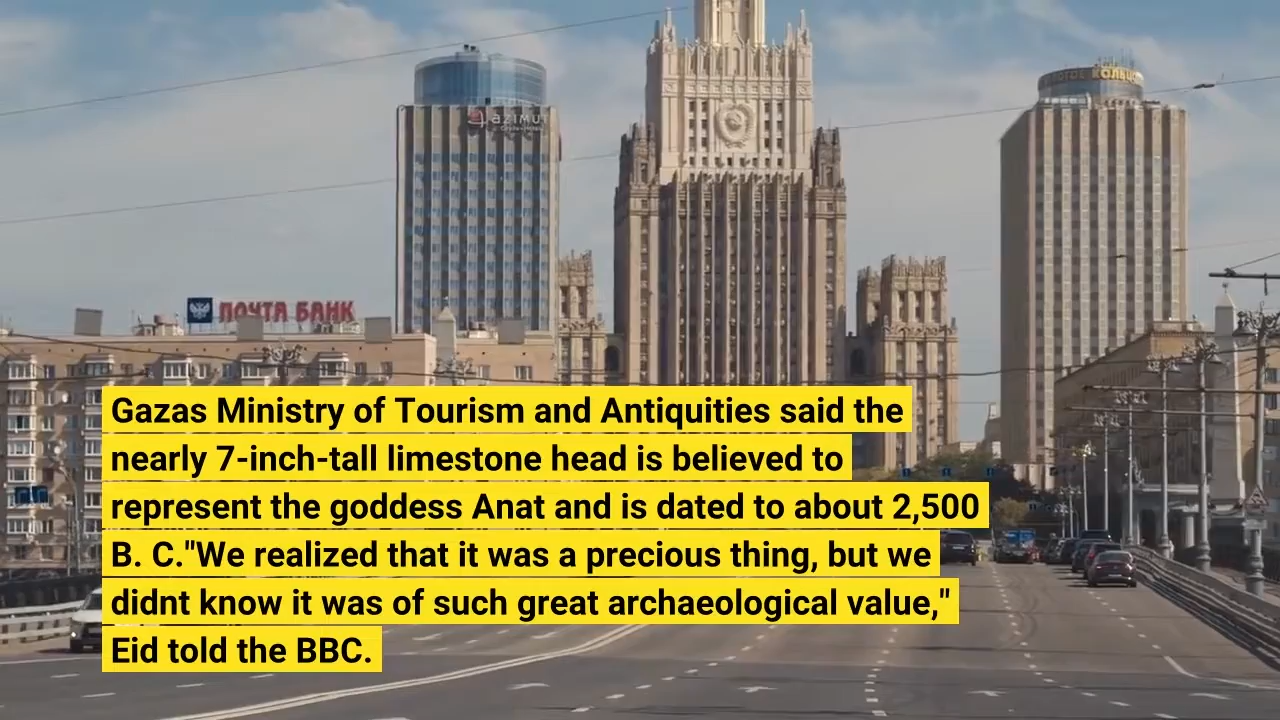 AZIMUT
ЗОЛОТОЕ КОЛЬЦО
ПОЧТА БАНК
Gazas Ministry of Tourism and Antiquities said the
nearly 7-inch-tall limestone head is believed to
represent the goddess Anat and is dated to about 2,500
B. C."We realized that it was a precious thing, but we
didnt know it was of such great archaeological value,"
Eid told the BBC.